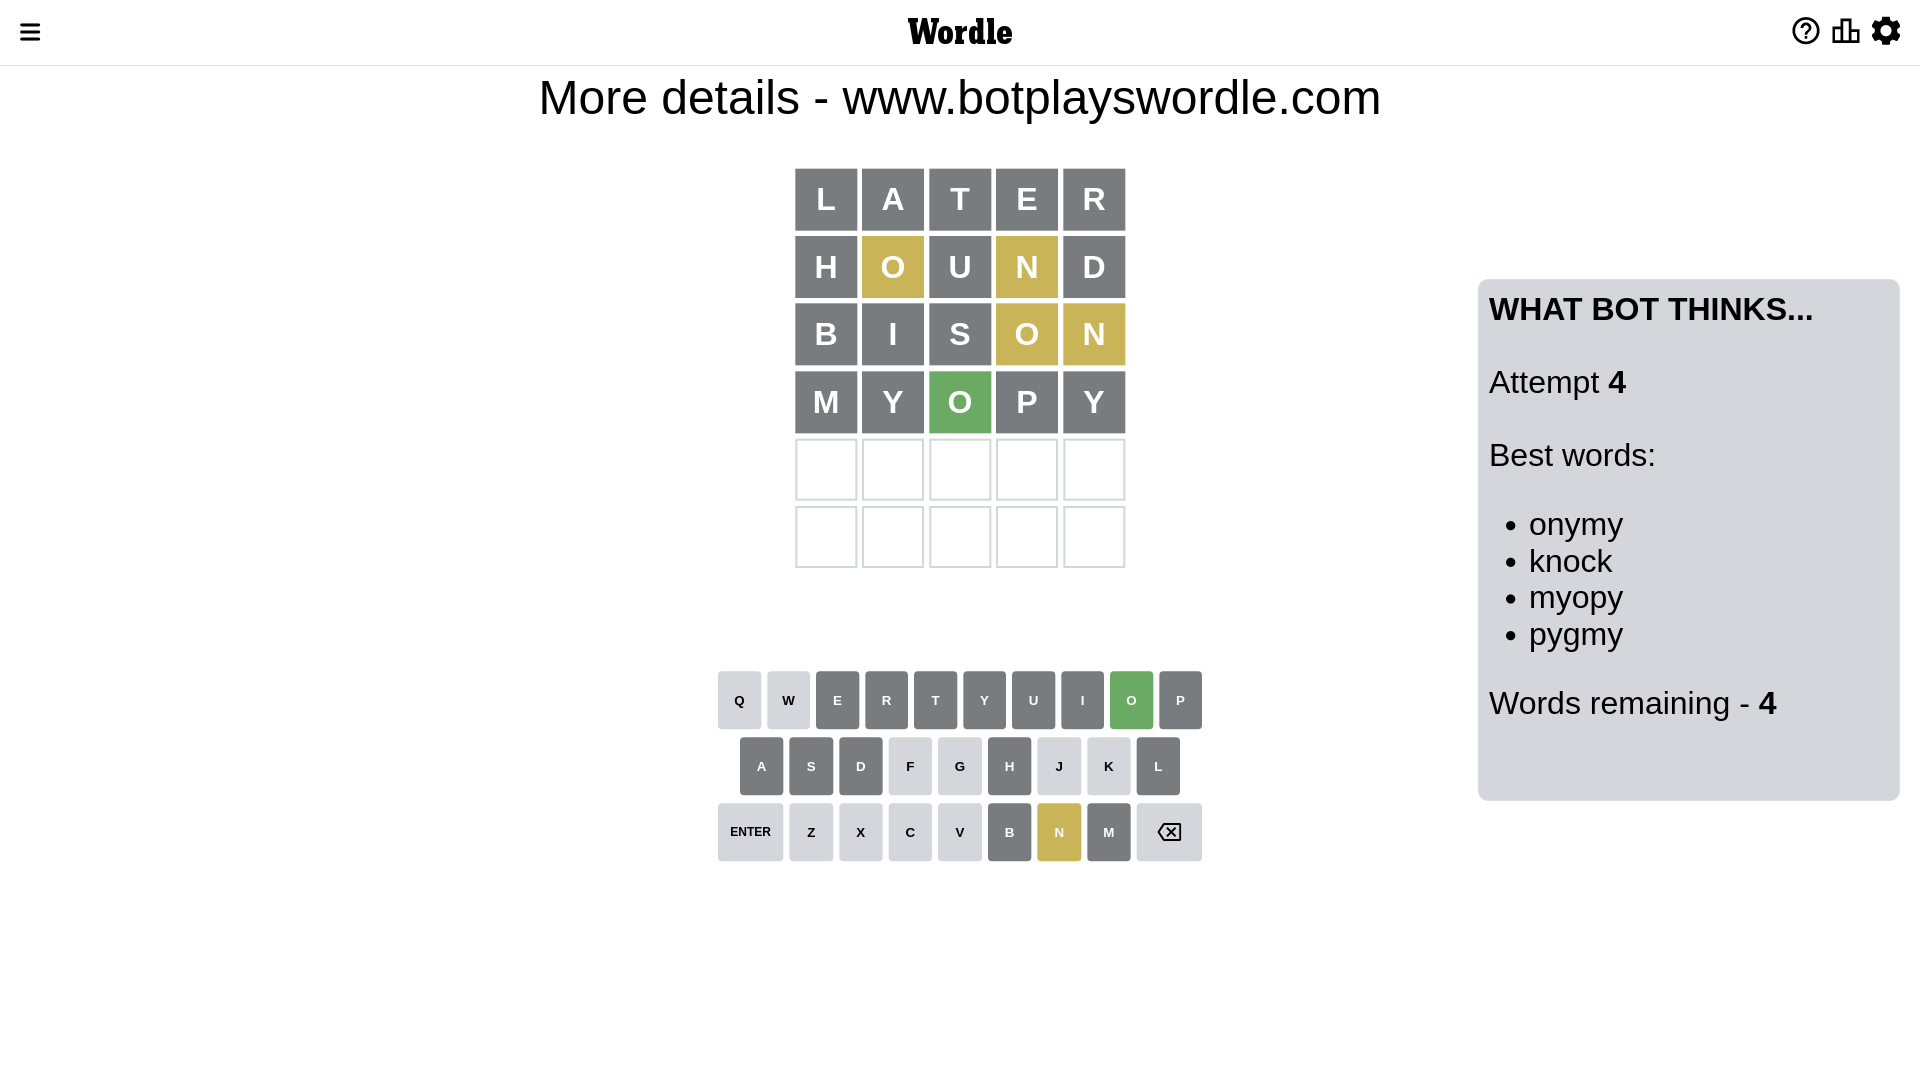 Wordle
More details - www.botplayswordle.com
L A T E R
H O U N D
B I S O N
M Y O P Y
WHAT BOT THINKS...
Attempt 4
Best words:
• onymy
• knock
• myopy
• pygmy
Words remaining - 4
Q W E R T Y U I O P
A S D F G H J K L
ENTER Z X C V B N M